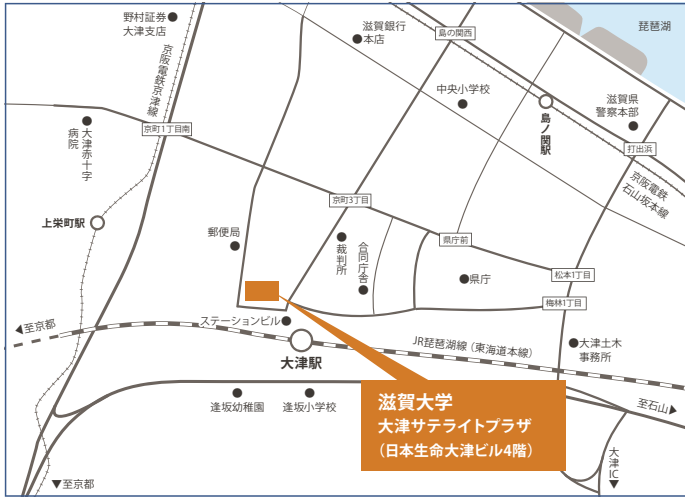 野村証券
大津支店
滋賀銀行
本店
島の関西
琵琶湖
京阪電鉄京津線
中央小学校
滋賀県
警察本部
大津赤十字
病院
京町1丁目南
島ノ関駅
打出浜
京阪電鉄
石山坂本線
上栄町駅
京町3丁目
郵便局
裁判所
合同庁舎
県庁前
県庁
松本1丁目
梅林1丁目
至京都
ステーションビル
大津駅
JR琵琶湖線（東海道本線）
大津土木
事務所
逢坂幼稚園
逢坂小学校
滋賀大学
大津サテライトプラザ
（日本生命大津ビル4階）
至石山
大津IC
至京都